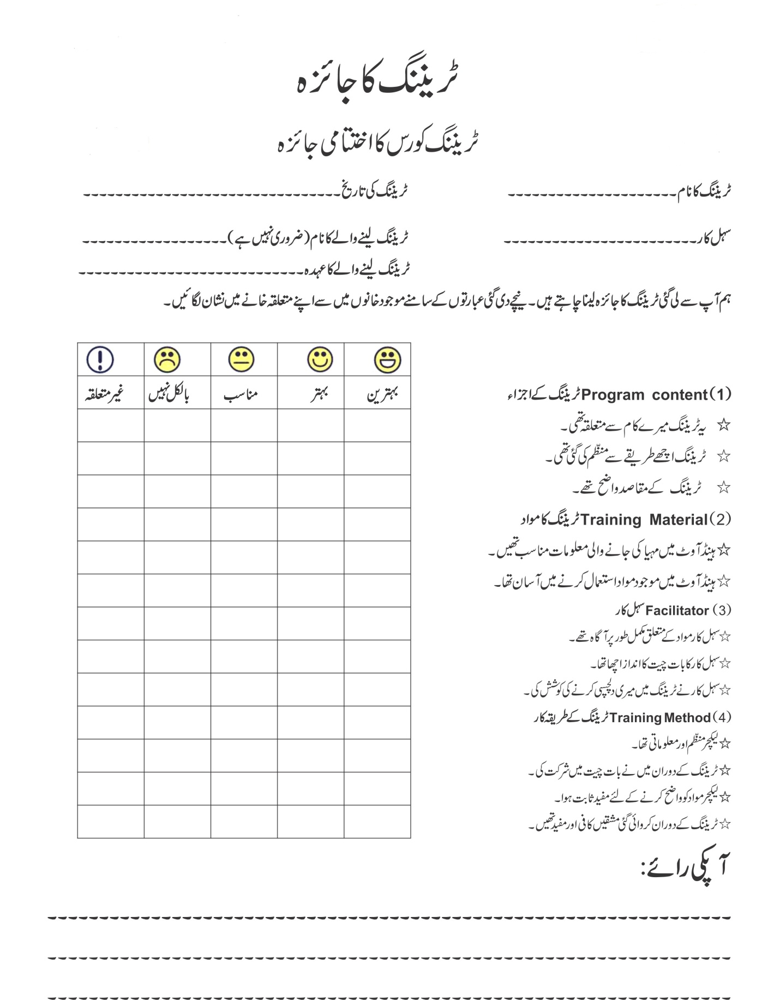 ٹریننگ کا جائزہ
ٹریننگ کورس کا اختتامی جائزہ
ٹریننگ کا نام۔۔۔۔۔۔۔۔۔۔۔۔۔۔۔۔۔۔۔۔۔ ٹریننگ کی تاریخ۔۔۔۔۔۔۔۔۔۔۔۔۔۔۔۔۔۔۔۔۔۔۔۔۔۔۔۔۔۔۔۔
سہل کار۔۔۔۔۔۔۔۔۔۔۔۔۔۔۔۔۔۔۔۔۔۔۔۔ ٹریننگ لینے والے کا نام (ضروری نہیں ہے)۔۔۔۔۔۔۔۔۔۔۔۔۔۔۔۔۔۔
ٹریننگ لینے والے کا عہدہ۔۔۔۔۔۔۔۔۔۔۔۔۔۔۔۔۔۔۔۔۔۔۔۔۔۔۔۔
ہم آپ سے لی گئی ٹریننگ کا جائزہ لینا چاہتے ہیں۔ نیچے دی گئی عبارتوں کے سامنے موجود خانوں میں سے اپنے متعلقہ خانے میں نشان لگائیں۔
بہترین بہتر مناسب بالکل نہیں غیر متعلقہ
(1) Program content ٹریننگ کے اجزاء
☆ یہ ٹریننگ میرے کام سے متعلقہ تھی۔
☆ ٹریننگ اچھے طریقے سے منظّم کی گئی تھی۔
☆ ٹریننگ کے مقاصد واضح تھے۔
(2) Training Material ٹریننگ کا مواد
☆ ہینڈ آوٹ میں مہیا کی جانے والی معلومات مناسب تھیں۔
☆ ہینڈ آوٹ میں موجود مواد استعمال کرنے میں آسان تھا۔
(3) Facilitator سہل کار
☆ سہل کار مواد کے متعلق مکمل طور پر آگاہ تھے۔
☆ سہل کار کا بات چیت کا انداز اچھا تھا۔
☆ سہل کار نے ٹریننگ میں میری دلچسپی کرنے کی کوشش کی۔
(4) Training Method ٹریننگ کے طریقہ کار
☆ لیکچر منظّم اور معلوماتی تھا۔
☆ ٹریننگ کے دوران میں نے بات چیت میں شرکت کی۔
☆ لیکچر مواد کو واضح کرنے کے لئے مفید ثابت ہوا۔
☆ ٹریننگ کے دوران کروائی گئی مشقیں کافی اور مفید تھیں۔
آپکی رائے: